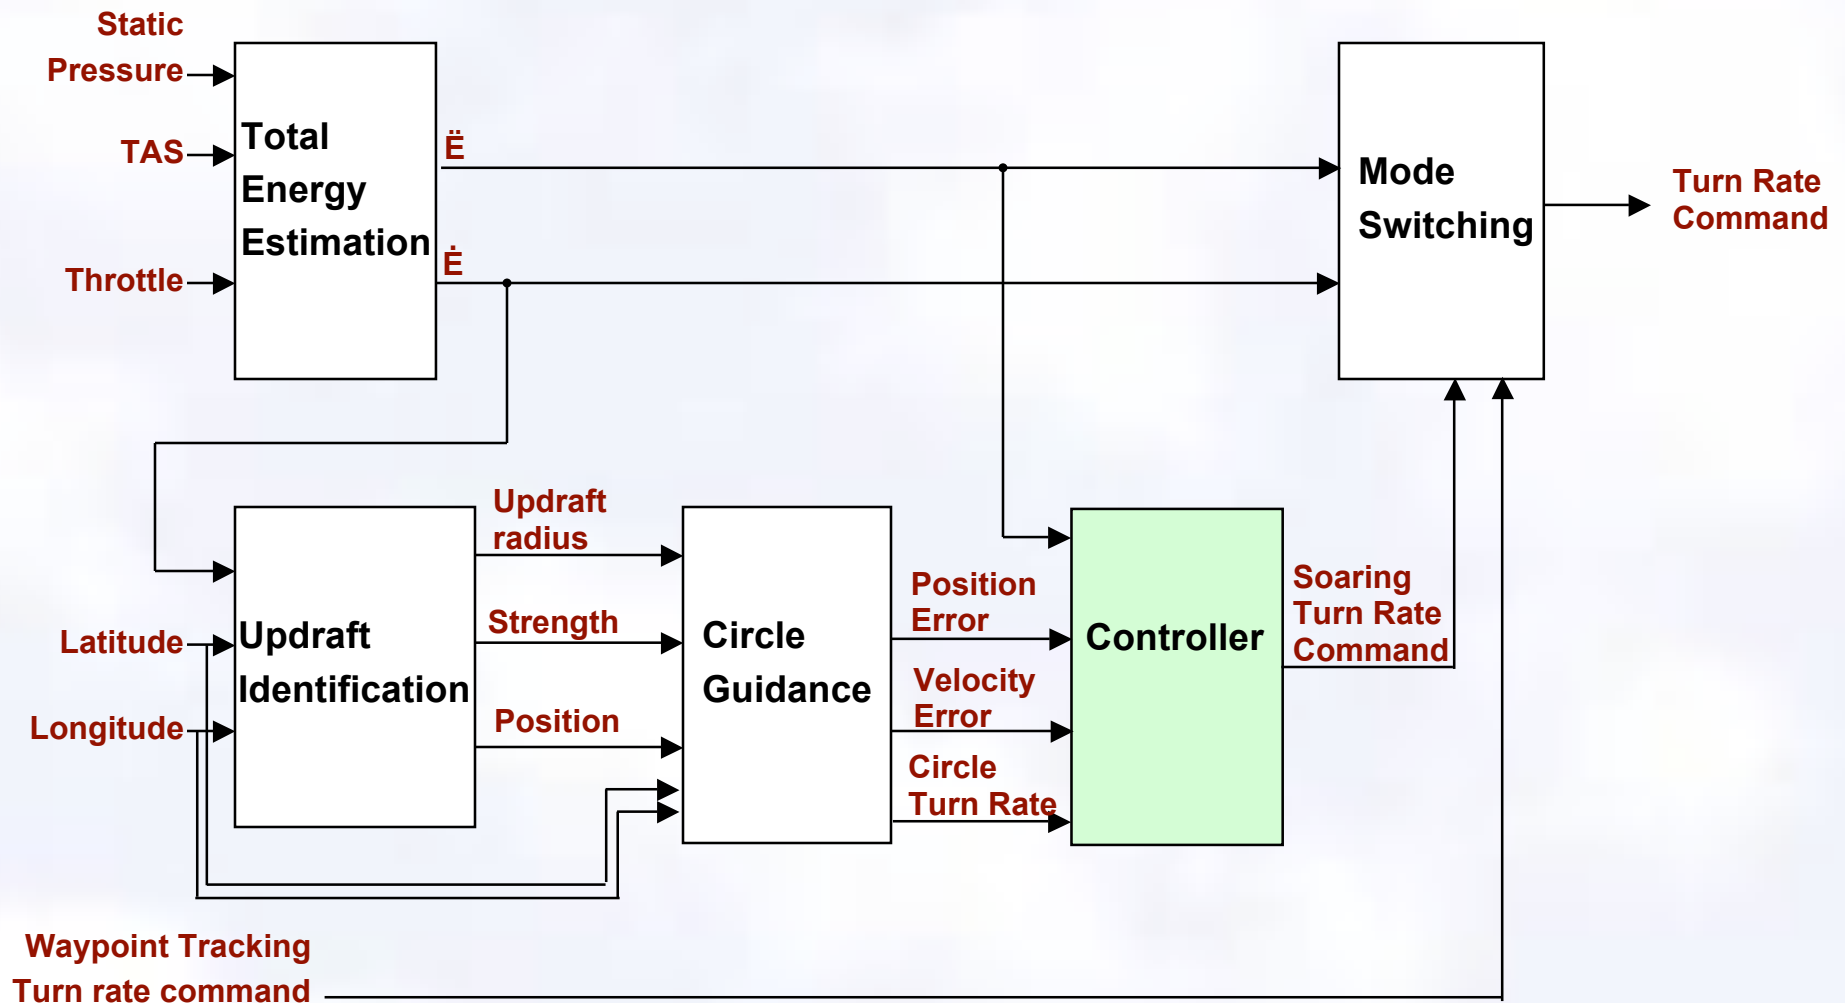 Static
Pressure
TAS
Throttle
Total
Energy
Estimation
Ë
Ė
Mode
Switching
Turn Rate
Command
Latitude
Longitude
Updraft
Identification
Updraft
radius
Strength
Position
Circle
Guidance
Position
Error
Velocity
Error
Circle
Turn Rate
Controller
Soaring
Turn Rate
Command
Waypoint Tracking
Turn rate command